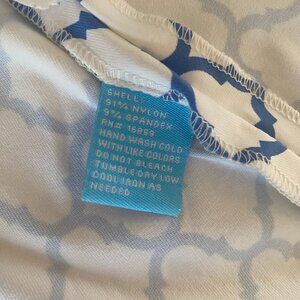 SHELL:
91% NYLON
9% SPANDEX
RN# 15959
HAND WASH COLD
WITH LIKE COLORS
DO NOT BLEACH
TUMBLE DRY LOW
COOL IRON AS
NEEDED